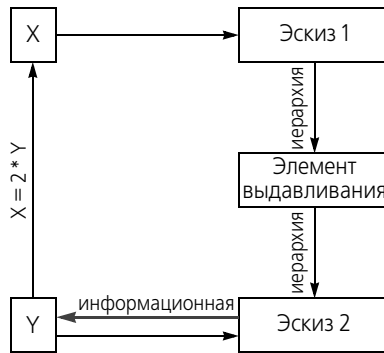 X
Эскиз 1
иерархия
X = 2 * Y
Элемент
выдавливания
иерархия
информационная
Y
Эскиз 2